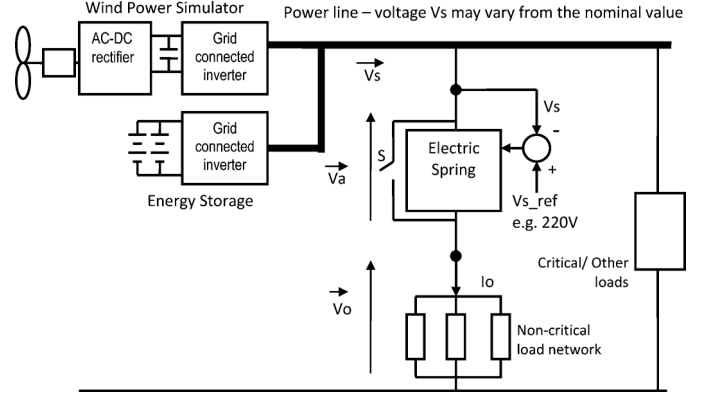 Wind Power Simulator
Power line – voltage Vs may vary from the nominal value
AC-DC
rectifier
Grid
connected
inverter
Vs
Vs
-
Grid
connected
inverter
S
Electric
Spring
+
Va
Vs_ref
e.g. 220V
Energy Storage
Critical/ Other
loads
Io
Vo
Non-critical
load network